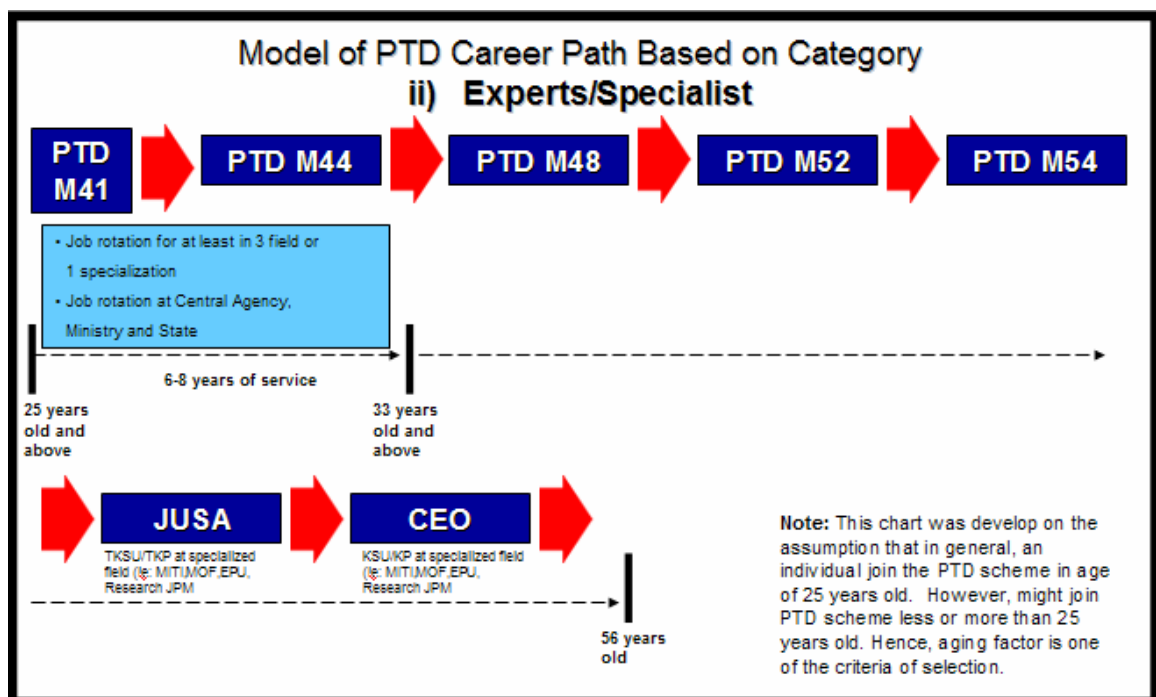 Model of PTD Career Path Based on Category
ii) Experts/Specialist
PTD
M41
PTD M44
PTD M48
PTD M52
PTD M54
• Job rotation for at least in 3 field or
1 specialization
• Job rotation at Central Agency,
Ministry and State
6-8 years of service
25 years
old and
above
33 years
old and
above
JUSA
TKSU/TKP at specialized
field (Ie: MITI,MOF,EPU,
Research JPM
CEO
KSU/KP at specialized field
(Ie: MITI,MOF,EPU,
Research JPM
56 years
old
Note: This chart was develop on the
assumption that in general, an
individual join the PTD scheme in age
of 25 years old. However, might join
PTD scheme less or more than 25
years old. Hence, aging factor is one
of the criteria of selection.